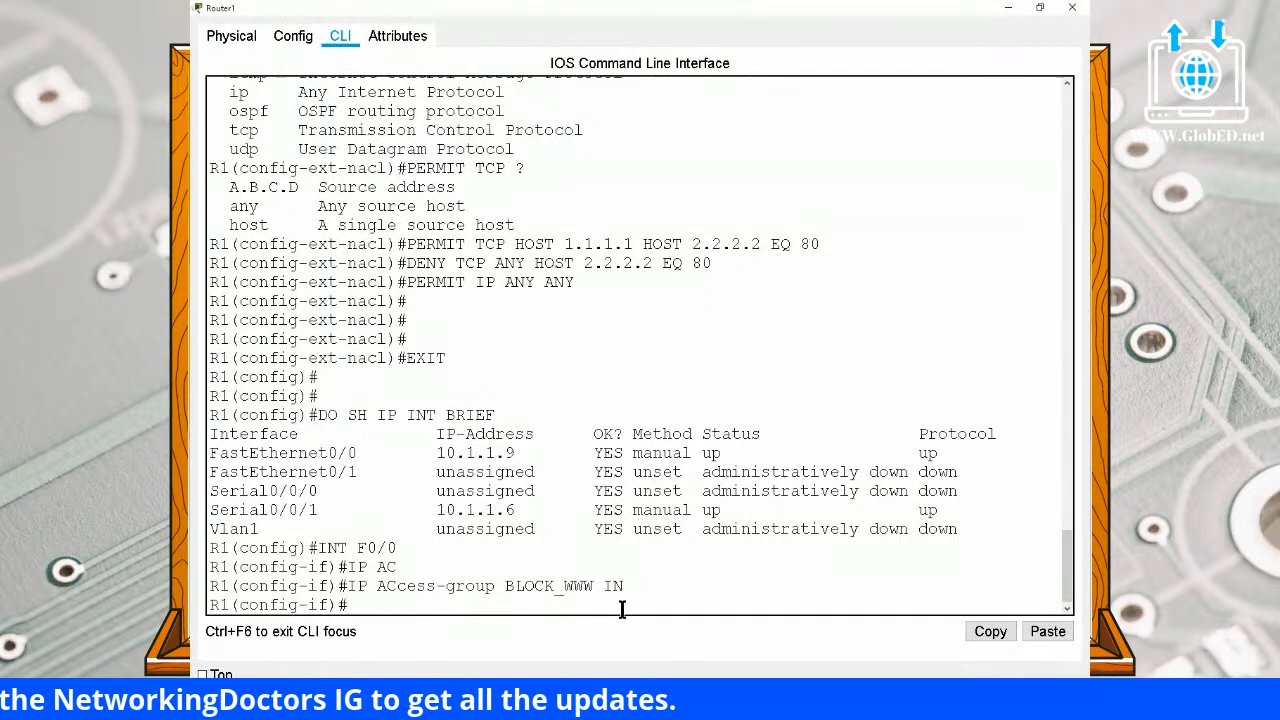 Router1
Physical Config CLI Attributes
IOS Command Line Interface
ip Any Internet Protocol
ospf OSPF routing protocol
tcp Transmission Control Protocol
udp User Datagram Protocol
R1(config-ext-nacl)#PERMIT TCP ?
A.B.C.D Source address
any Any source host
host A single source host
R1(config-ext-nacl)#PERMIT TCP HOST 1.1.1.1 HOST 2.2.2.2 EQ 80
R1(config-ext-nacl)#DENY TCP ANY HOST 2.2.2.2 EQ 80
R1(config-ext-nacl)#PERMIT IP ANY ANY
R1(config-ext-nacl)#
R1(config-ext-nacl)#
R1(config-ext-nacl)#
R1(config-ext-nacl)#EXIT
R1(config)#
R1(config)#
R1(config)#DO SH IP INT BRIEF
Interface IP-Address OK? Method Status Protocol
FastEthernet0/0 10.1.1.9 YES manual up up
FastEthernet0/1 unassigned YES unset administratively down down
Serial0/0/0 unassigned YES unset administratively down down
Serial0/0/1 10.1.1.6 YES manual up up
Vlan1 unassigned YES unset administratively down down
R1(config)#INT F0/0
R1(config-if)#IP AC
R1(config-if)#IP ACcess-group BLOCK_WWW IN
R1(config-if)#
Ctrl+F6 to exit CLI focus
Copy Paste
Top
WWW.GlobED.net
the NetworkingDoctors IG to get all the updates.